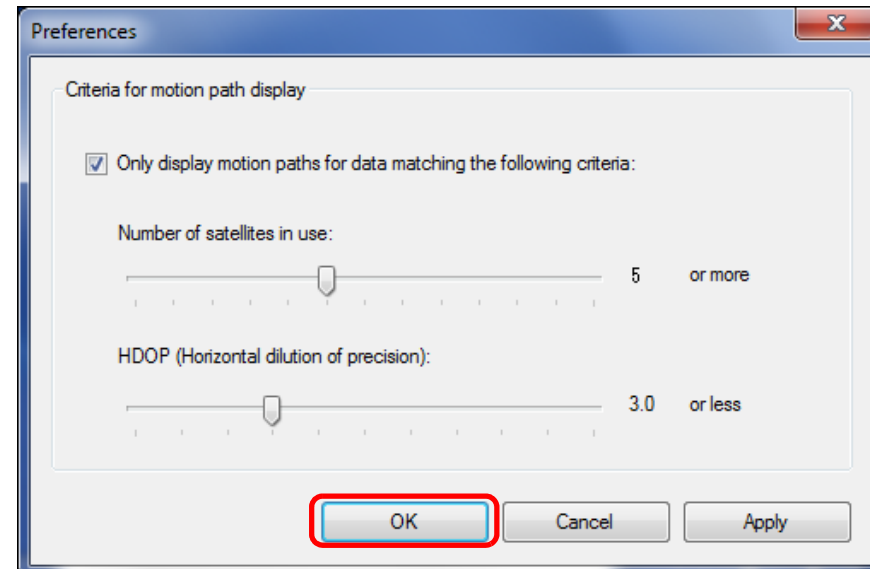 Preferences
Criteria for motion path display
Only display motion paths for data matching the following criteria:
Number of satellites in use:
5 or more
HDOP (Horizontal dilution of precision):
3.0 or less
OK Cancel Apply